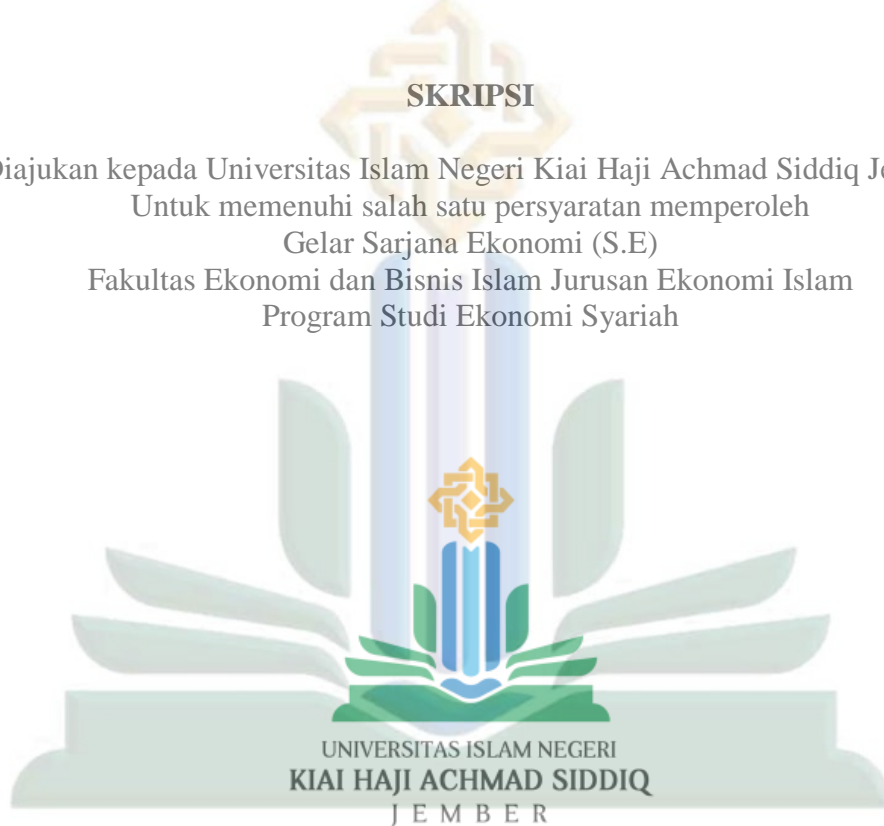 SKRIPSI
Diajukan kepada Universitas Islam Negeri Kiai Haji Achmad Siddiq
Untuk memenuhi salah satu persyaratan memperoleh
Gelar Sarjana Ekonomi (S.E)
Fakultas Ekonomi dan Bisnis Islam Jurusan Ekonomi Islam
Program Studi Ekonomi Syariah
UNIVERSITAS ISLAM NEGERI
KIAI HAJI ACHMAD SIDDIQ
JEMBER